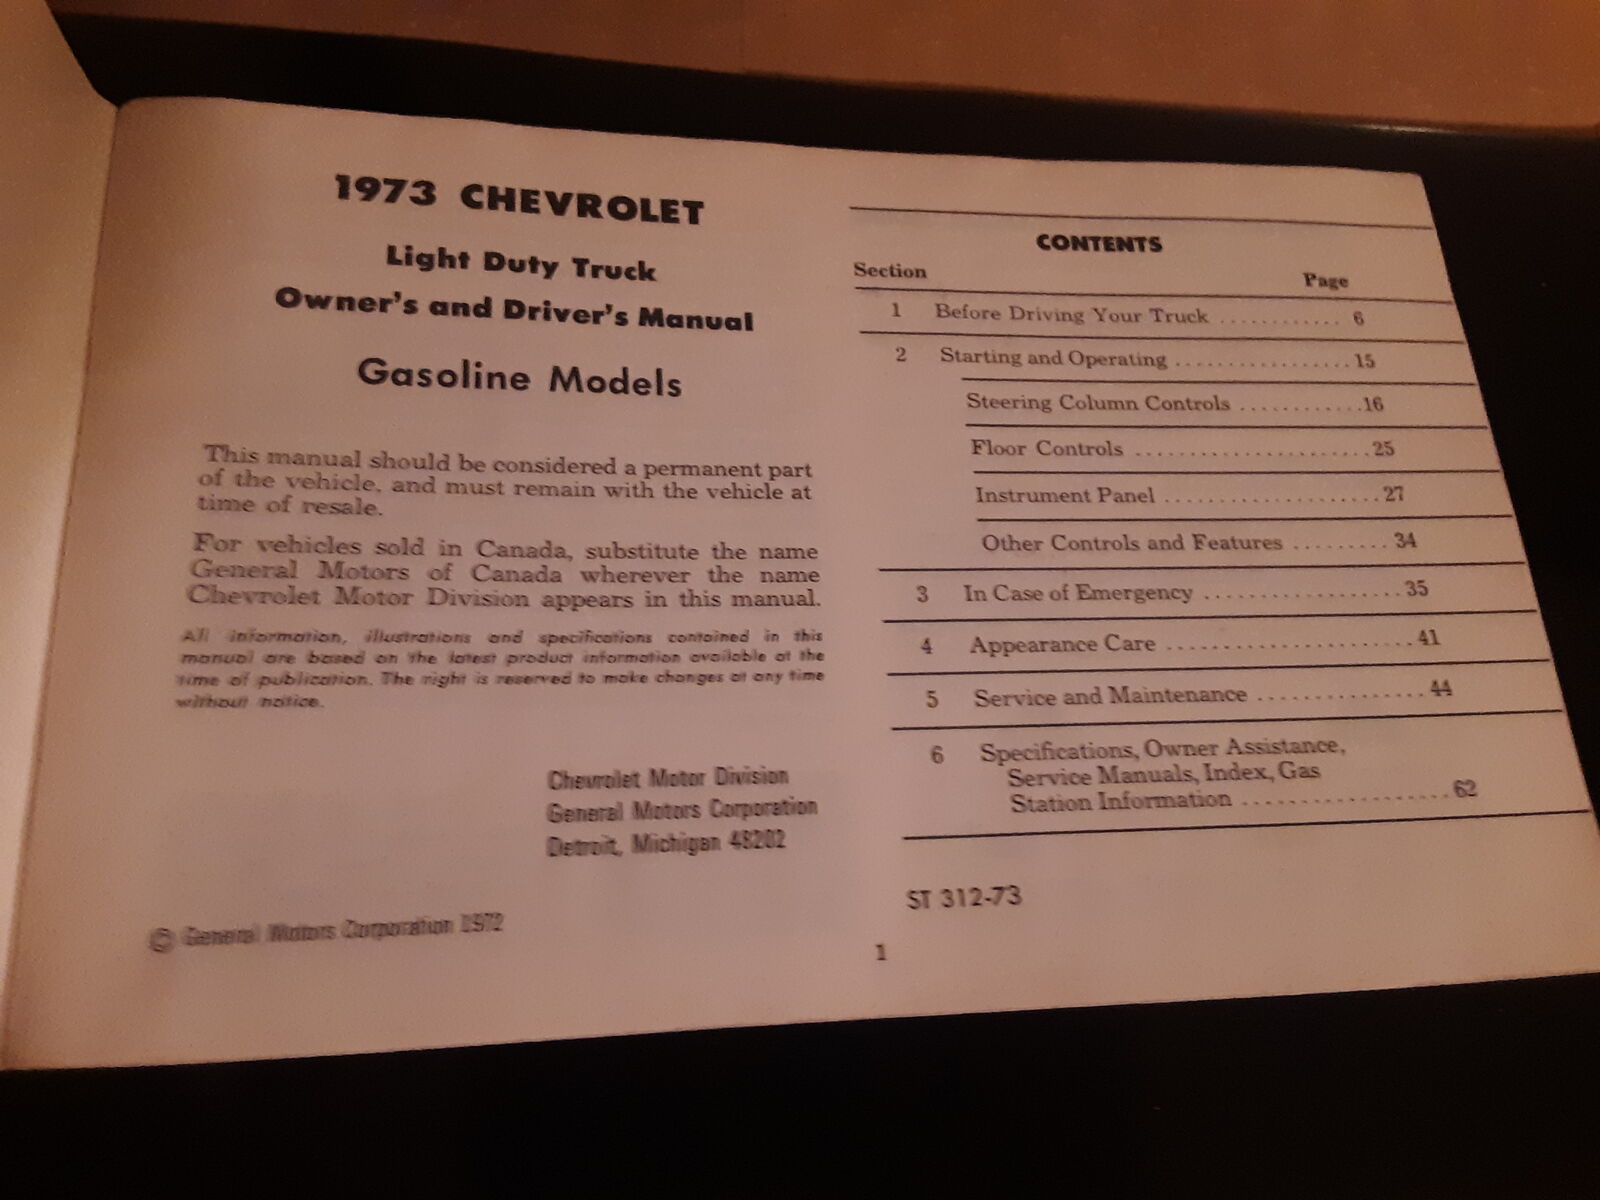 1973 CHEVROLET
Light Duty Truck
Owner's and Driver's Manual
Gasoline Models
This manual should be considered a permanent part
of the vehicle, and must remain with the vehicle at
time of resale.
For vehicles sold in Canada, substitute the name
General Motors of Canada wherever the name
Chevrolet Motor Division appears in this manual.
All information, illustrations and specifications contained in this
manual are based on the latest product information available at the
time of publication. The right is reserved to make changes at any time
without notice.
Chevrolet Motor Division
General Motors Corporation
Detroit, Michigan 48202
© General Motors Corporation 1972
CONTENTS
Section Page
1 Before Driving Your Truck ............ 6
2 Starting and Operating ................. 15
Steering Column Controls ............ 16
Floor Controls ...................... 25
Instrument Panel .................... 27
Other Controls and Features ......... 34
3 In Case of Emergency .................. 35
4 Appearance Care ....................... 41
5 Service and Maintenance ................ 44
6 Specifications, Owner Assistance,
Service Manuals, Index, Gas
Station Information ................... 62
ST 312-73
1